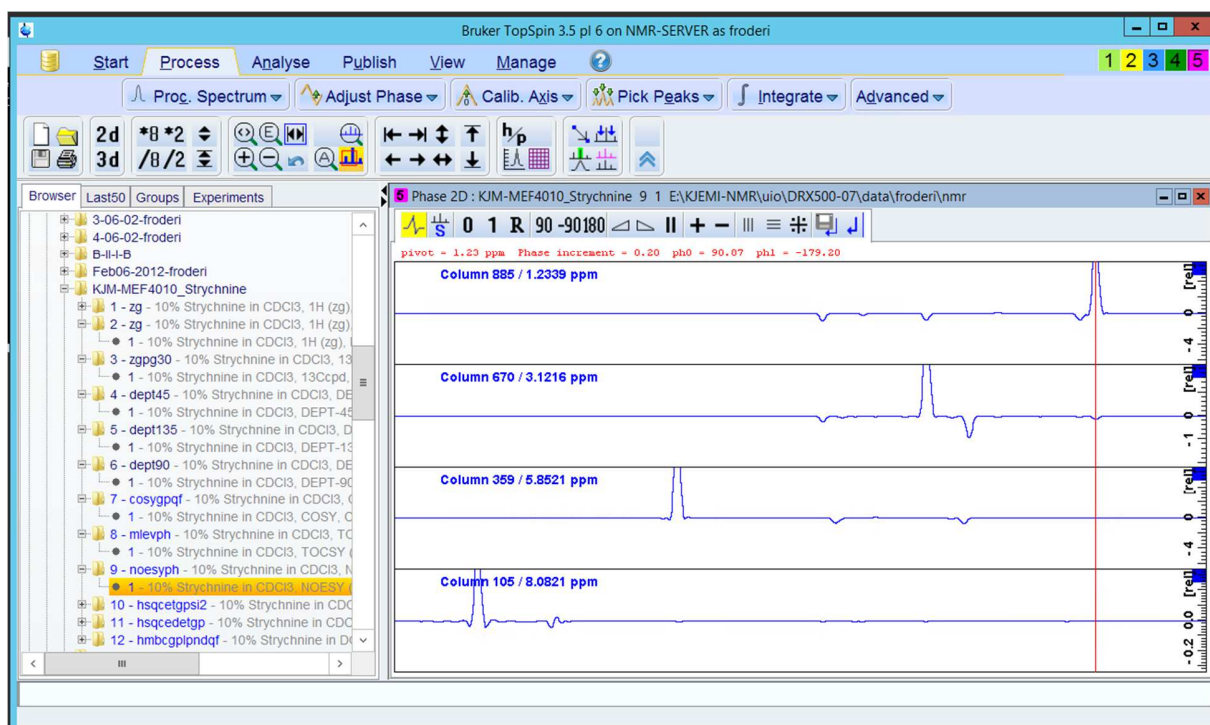 Bruker TopSpin 3.5 pl 6 on NMR-SERVER as froderi
Start Process Analyse Publish View Manage ?
1 2 3 4 5
Proc. Spectrum Adjust Phase Calib. Axis Pick Peaks Integrate Advanced
2d *8 *2 E h/p
3d /8 /2 A
Browser Last50 Groups Experiments
3-06-02-froderi
4-06-02-froderi
B-II-I-B
Feb06-2012-froderi
KJM-MEF4010_Strychnine
1 - zg - 10% Strychnine in CDCl3, 1H (zg),
2 - zg - 10% Strychnine in CDCl3, 1H (zg),
1 - 10% Strychnine in CDCl3, 1H (zg),
3 - zgpg30 - 10% Strychnine in CDCl3, 13
1 - 10% Strychnine in CDCl3, 13Ccpd,
4 - dept45 - 10% Strychnine in CDCl3, DE
1 - 10% Strychnine in CDCl3, DEPT-45
5 - dept135 - 10% Strychnine in CDCl3, D
1 - 10% Strychnine in CDCl3, DEPT-13
6 - dept90 - 10% Strychnine in CDCl3, DE
1 - 10% Strychnine in CDCl3, DEPT-90
7 - cosygpqf - 10% Strychnine in CDCl3,
1 - 10% Strychnine in CDCl3, COSY,
8 - mlevph - 10% Strychnine in CDCl3, TC
1 - 10% Strychnine in CDCl3, TOCSY (
9 - noesyph - 10% Strychnine in CDCl3, N
1 - 10% Strychnine in CDCl3, NOESY (
10 - hsqcetgpsi2 - 10% Strychnine in CDC
11 - hsqcedetgp - 10% Strychnine in CDC
12 - hmbcgplpndqf - 10% Strychnine in
5 Phase 2D : KJM-MEF4010_Strychnine 9 1 E:\KJEMI-NMR\uio\DRX500-07\data\froderi\nmr
S 0 1 R 90 -90 180
pivot = 1.23 ppm Phase increment = 0.20 ph0 = 90.07 ph1 = -179.20
Column 885 / 1.2339 ppm
[rel]
0
- 4
Column 670 / 3.1216 ppm
[rel]
0
- 1
Column 359 / 5.8521 ppm
[rel]
0
- 4
Column 105 / 8.0821 ppm
[rel]
0.0
- 0.2